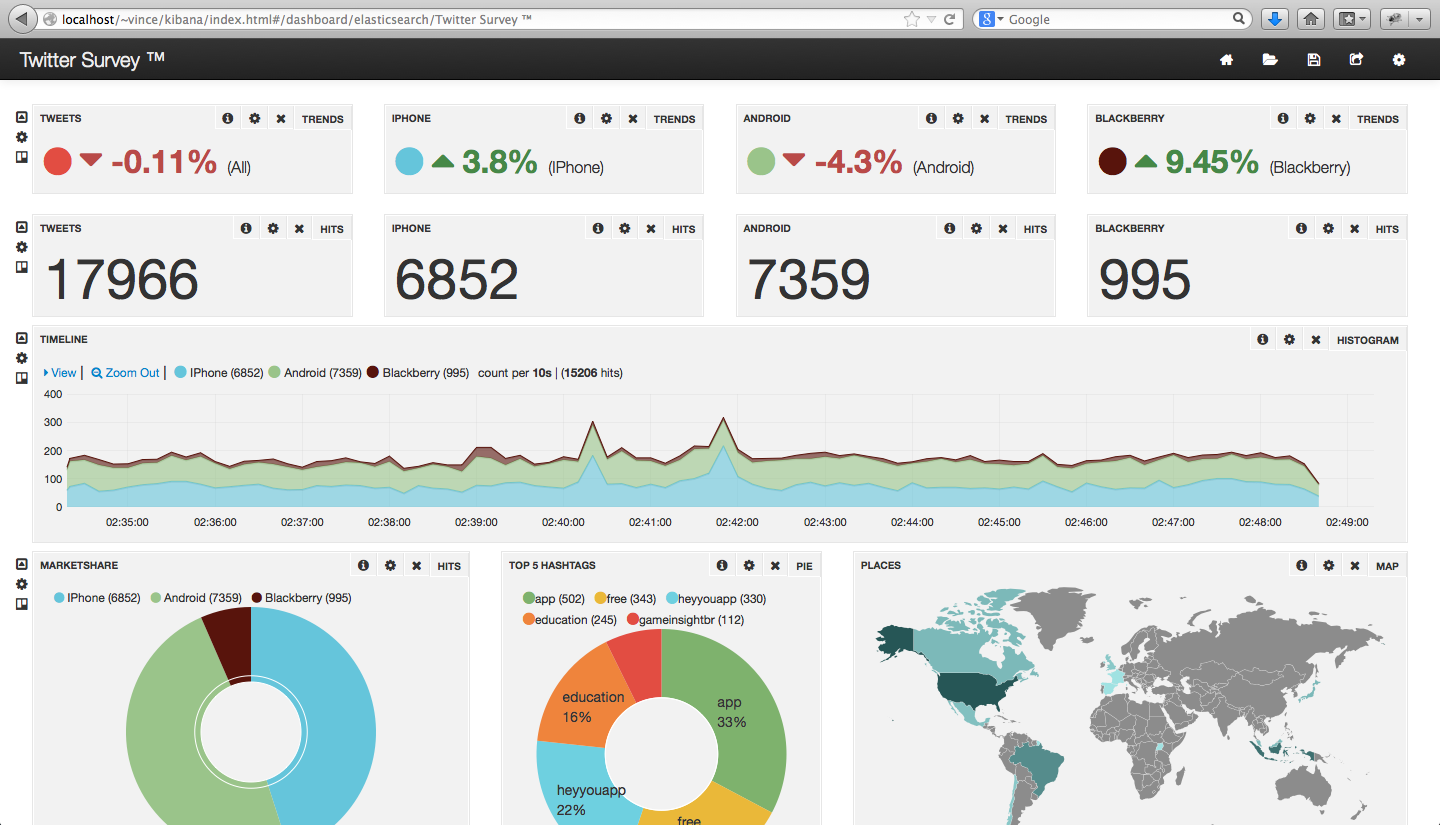 localhost/~vince/kibana/index.html#/dashboard/elasticsearch/Twitter Survey ™
Google
Twitter Survey ™
TWEETS TRENDS
-0.11% (All)
IPHONE TRENDS
3.8% (IPhone)
ANDROID TRENDS
-4.3% (Android)
BLACKBERRY TRENDS
9.45% (Blackberry)
TWEETS HITS
17966
IPHONE HITS
6852
ANDROID HITS
7359
BLACKBERRY HITS
995
TIMELINE HISTOGRAM
View | Zoom Out | IPhone (6852) Android (7359) Blackberry (995) count per 10s | (15206 hits)
400
300
200
100
0
02:35:00 02:36:00 02:37:00 02:38:00 02:39:00 02:40:00 02:41:00 02:42:00 02:43:00 02:44:00 02:45:00 02:46:00 02:47:00 02:48:00 02:49:00
MARKETSHARE HITS
IPhone (6852) Android (7359) Blackberry (995)
TOP 5 HASHTAGS PIE
app (502) free (343) heyyouapp (330)
education (245) gameinsightbr (112)
education
16%
app
33%
heyyouapp
22%
free
PLACES MAP